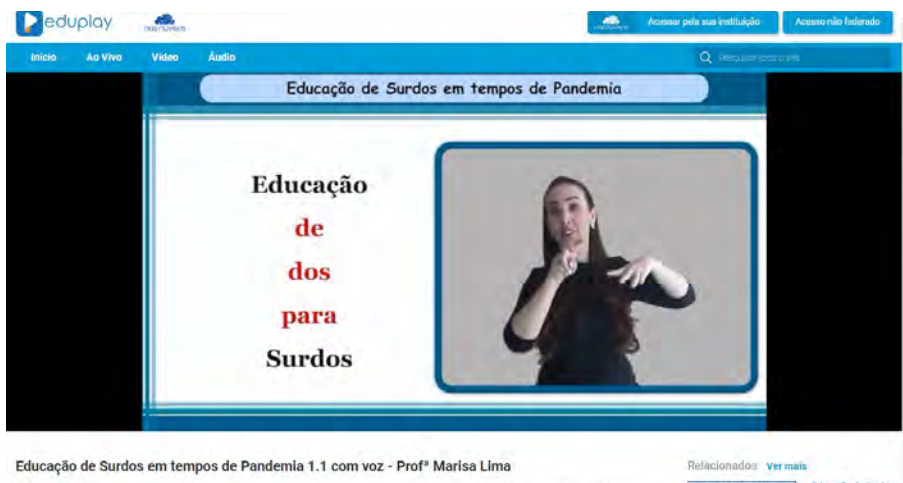 eduplay
Acessar pela sua instituição
Acesso não federado
Início
Ao Vivo
Vídeo
Áudio
Educação de Surdos em tempos de Pandemia
Educação
de
dos
para
Surdos
Educação de Surdos em tempos de Pandemia 1.1 com voz - Profª Marisa Lima
Relacionados Ver mais